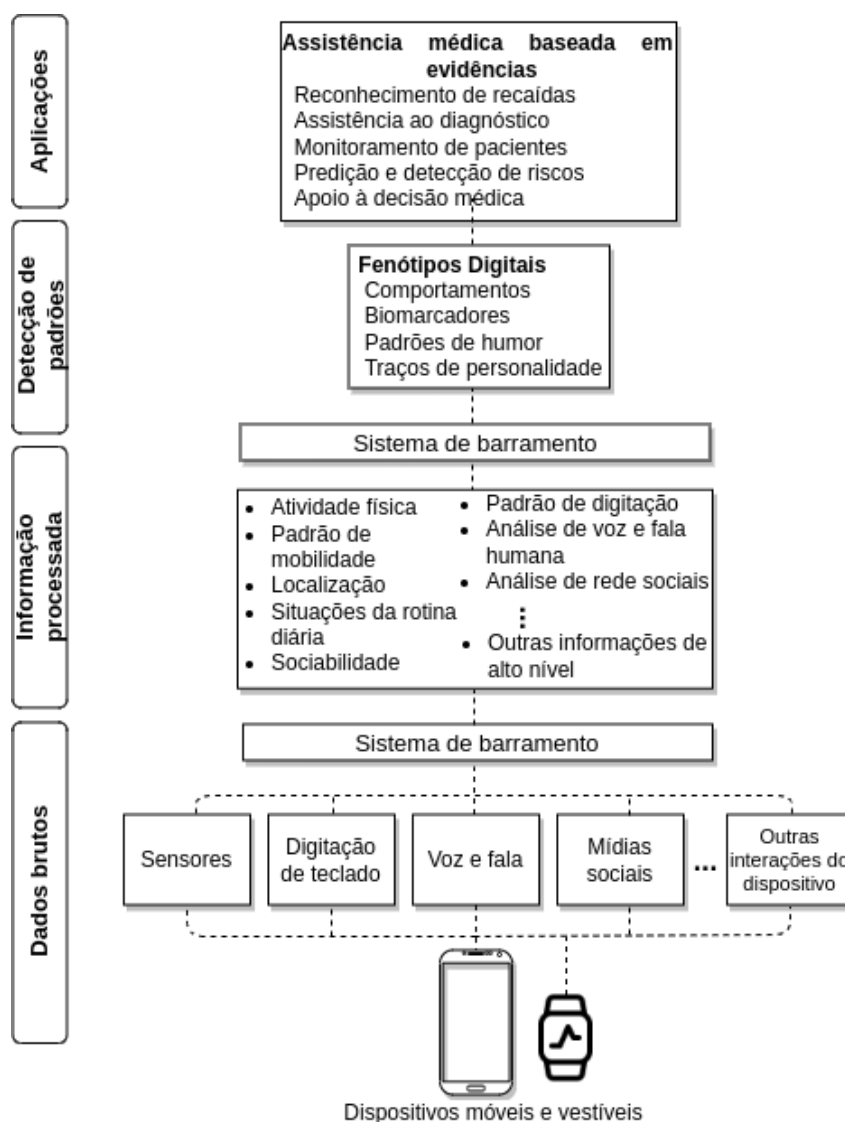 Aplicações
Assistência médica baseada em
evidências
Reconhecimento de recaídas
Assistência ao diagnóstico
Monitoramento de pacientes
Predição e detecção de riscos
Apoio à decisão médica
Detecção de
padrões
Fenótipos Digitais
Comportamentos
Biomarcadores
Padrões de humor
Traços de personalidade
Sistema de barramento
Informação
processada
• Atividade física
• Padrão de
mobilidade
• Localização
• Situações da rotina
diária
• Sociabilidade
• Padrão de digitação
• Análise de voz e fala
humana
• Análise de rede sociais
⋮
• Outras informações de
alto nível
Sistema de barramento
Dados brutos
Sensores
Digitação
de teclado
Voz e fala
Mídias
sociais
...
Outras
interações do
dispositivo
Dispositivos móveis e vestíveis